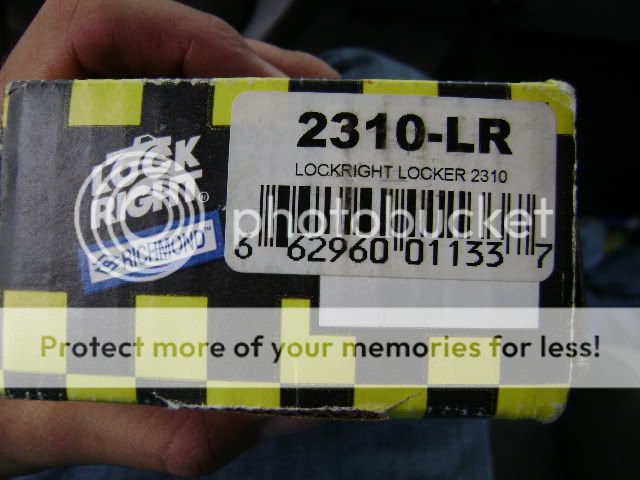 2310-LR
LOCKRIGHT LOCKER 2310
LOCK
RIGHT®
RICHMOND™
6 62960 01133 7
photobucket
Protect more of your memories for less!